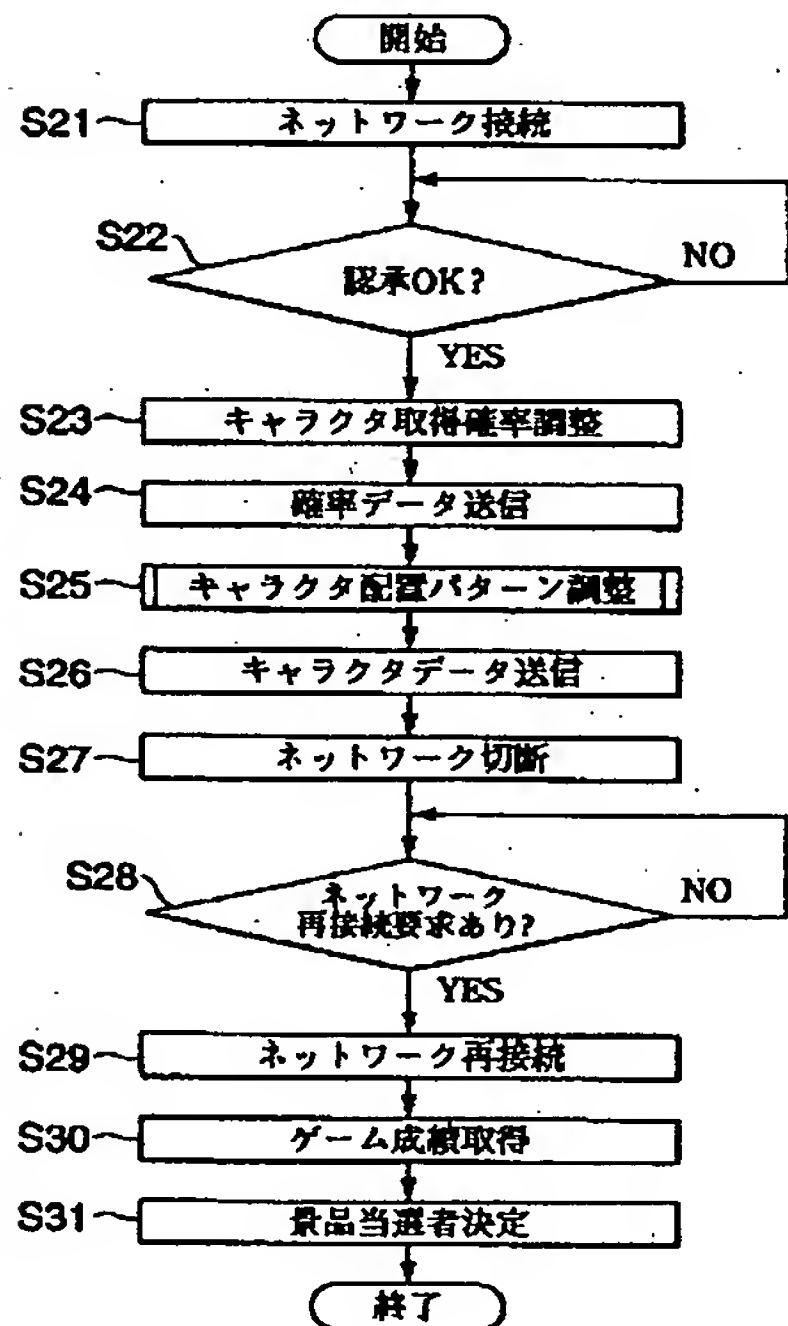 開始
S21 ネットワーク接続
S22 認承OK?
NO
YES
S23 キャラクタ取得確率調整
S24 確率データ送信
S25 キャラクタ配置パターン調整
S26 キャラクタデータ送信
S27 ネットワーク切断
S28 ネットワーク
再接続要求あり?
NO
YES
S29 ネットワーク再接続
S30 ゲーム成績取得
S31 景品当選者決定
終了